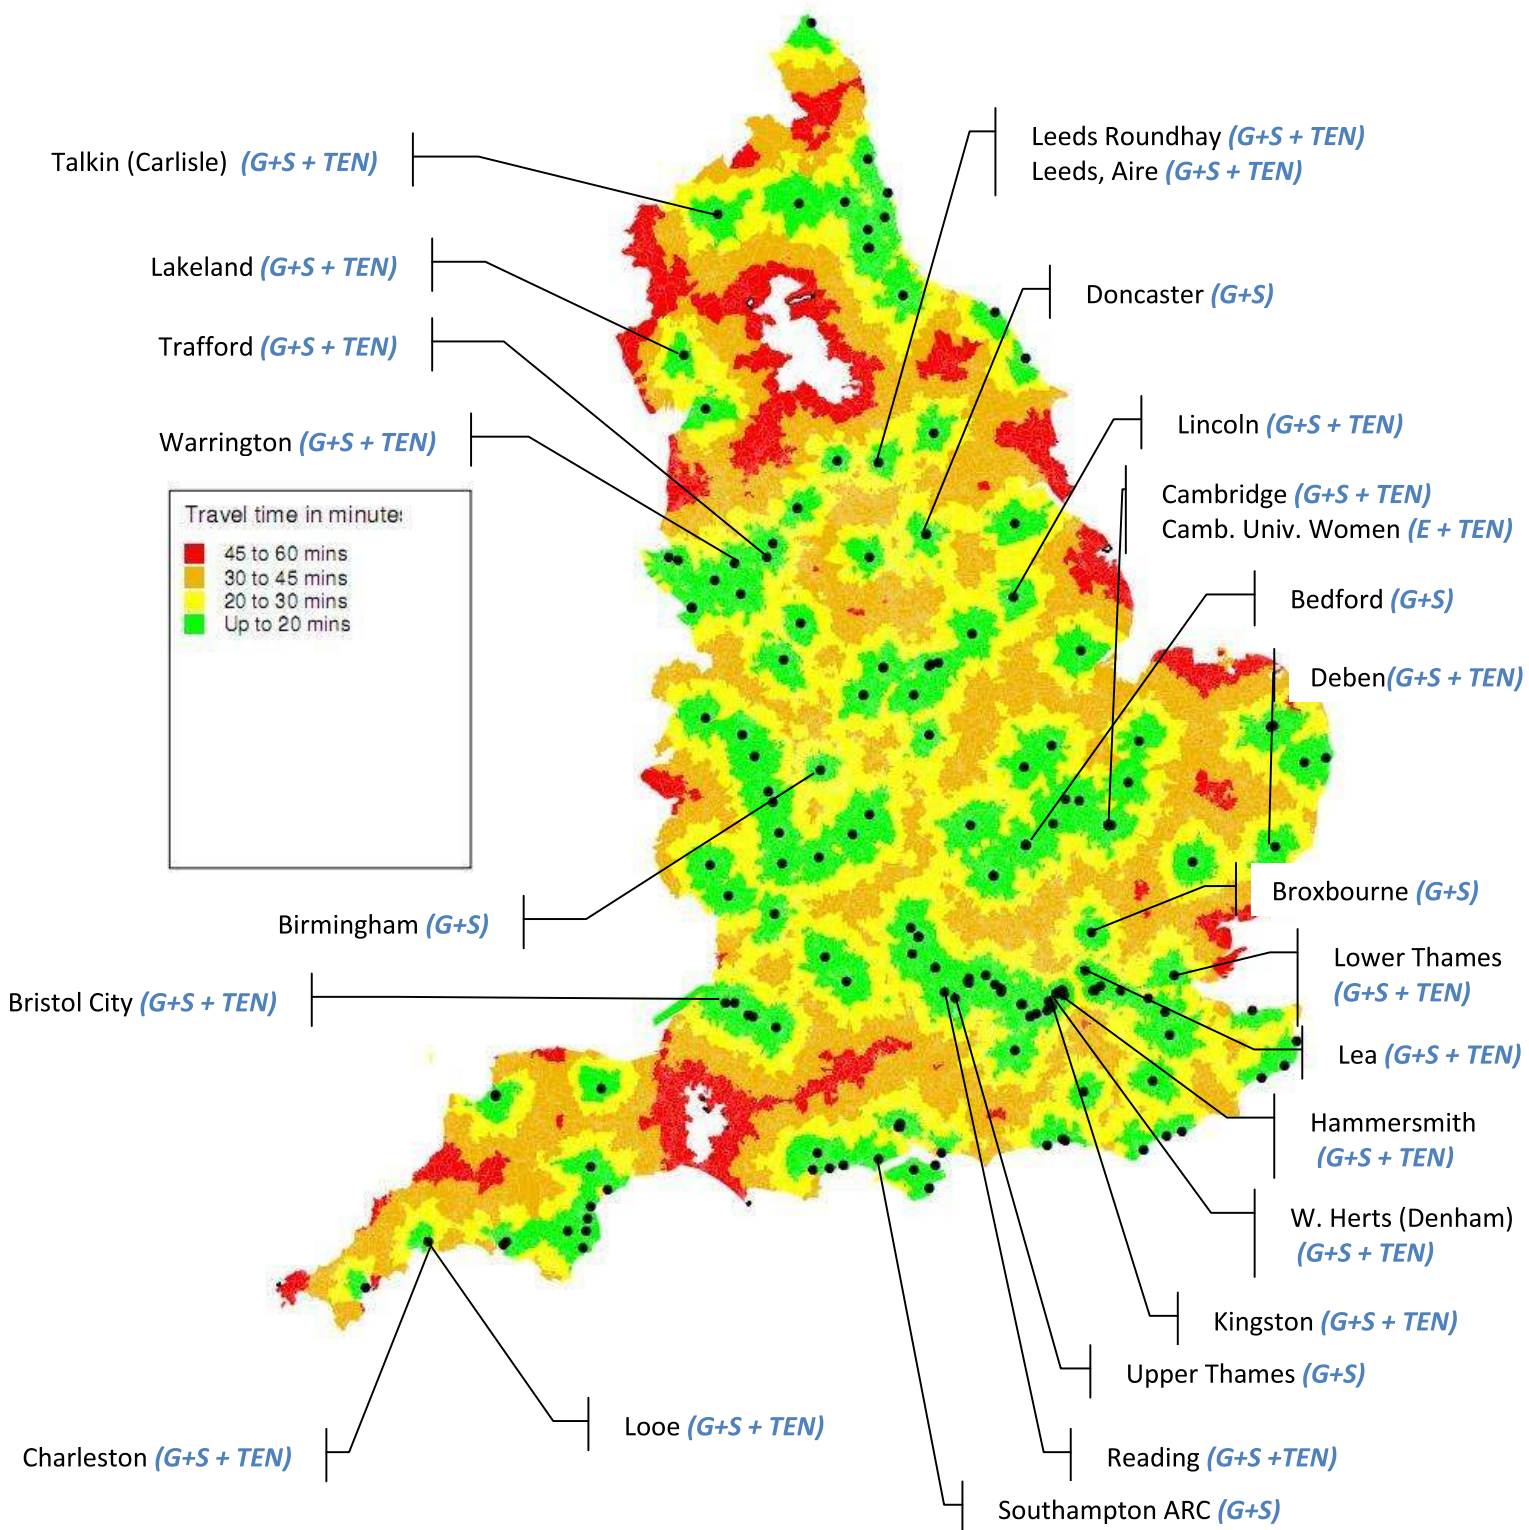 Leeds Roundhay (G+S + TEN)
Talkin (Carlisle) (G+S + TEN)
Leeds, Aire (G+S + TEN)
Lakeland (G+S + TEN)
Doncaster (G+S)
Trafford (G+S + TEN)
Lincoln (G+S + TEN)
Warrington (G+S + TEN)
Cambridge (G+S + TEN)
Camb. Univ. Women (E + TEN)
Travel time in minute:
45 to 60 mins
30 to 45 mins
20 to 30 mins
Up to 20 mins
Bedford (G+S)
Deben(G+S + TEN)
Broxbourne (G+S)
Birmingham (G+S)
Lower Thames
(G+S + TEN)
Bristol City (G+S + TEN)
Lea (G+S + TEN)
Hammersmith
(G+S + TEN)
W. Herts (Denham)
(G+S + TEN)
Kingston (G+S + TEN)
Upper Thames (G+S)
Looe (G+S + TEN)
Charleston (G+S + TEN)
Reading (G+S +TEN)
Southampton ARC (G+S)